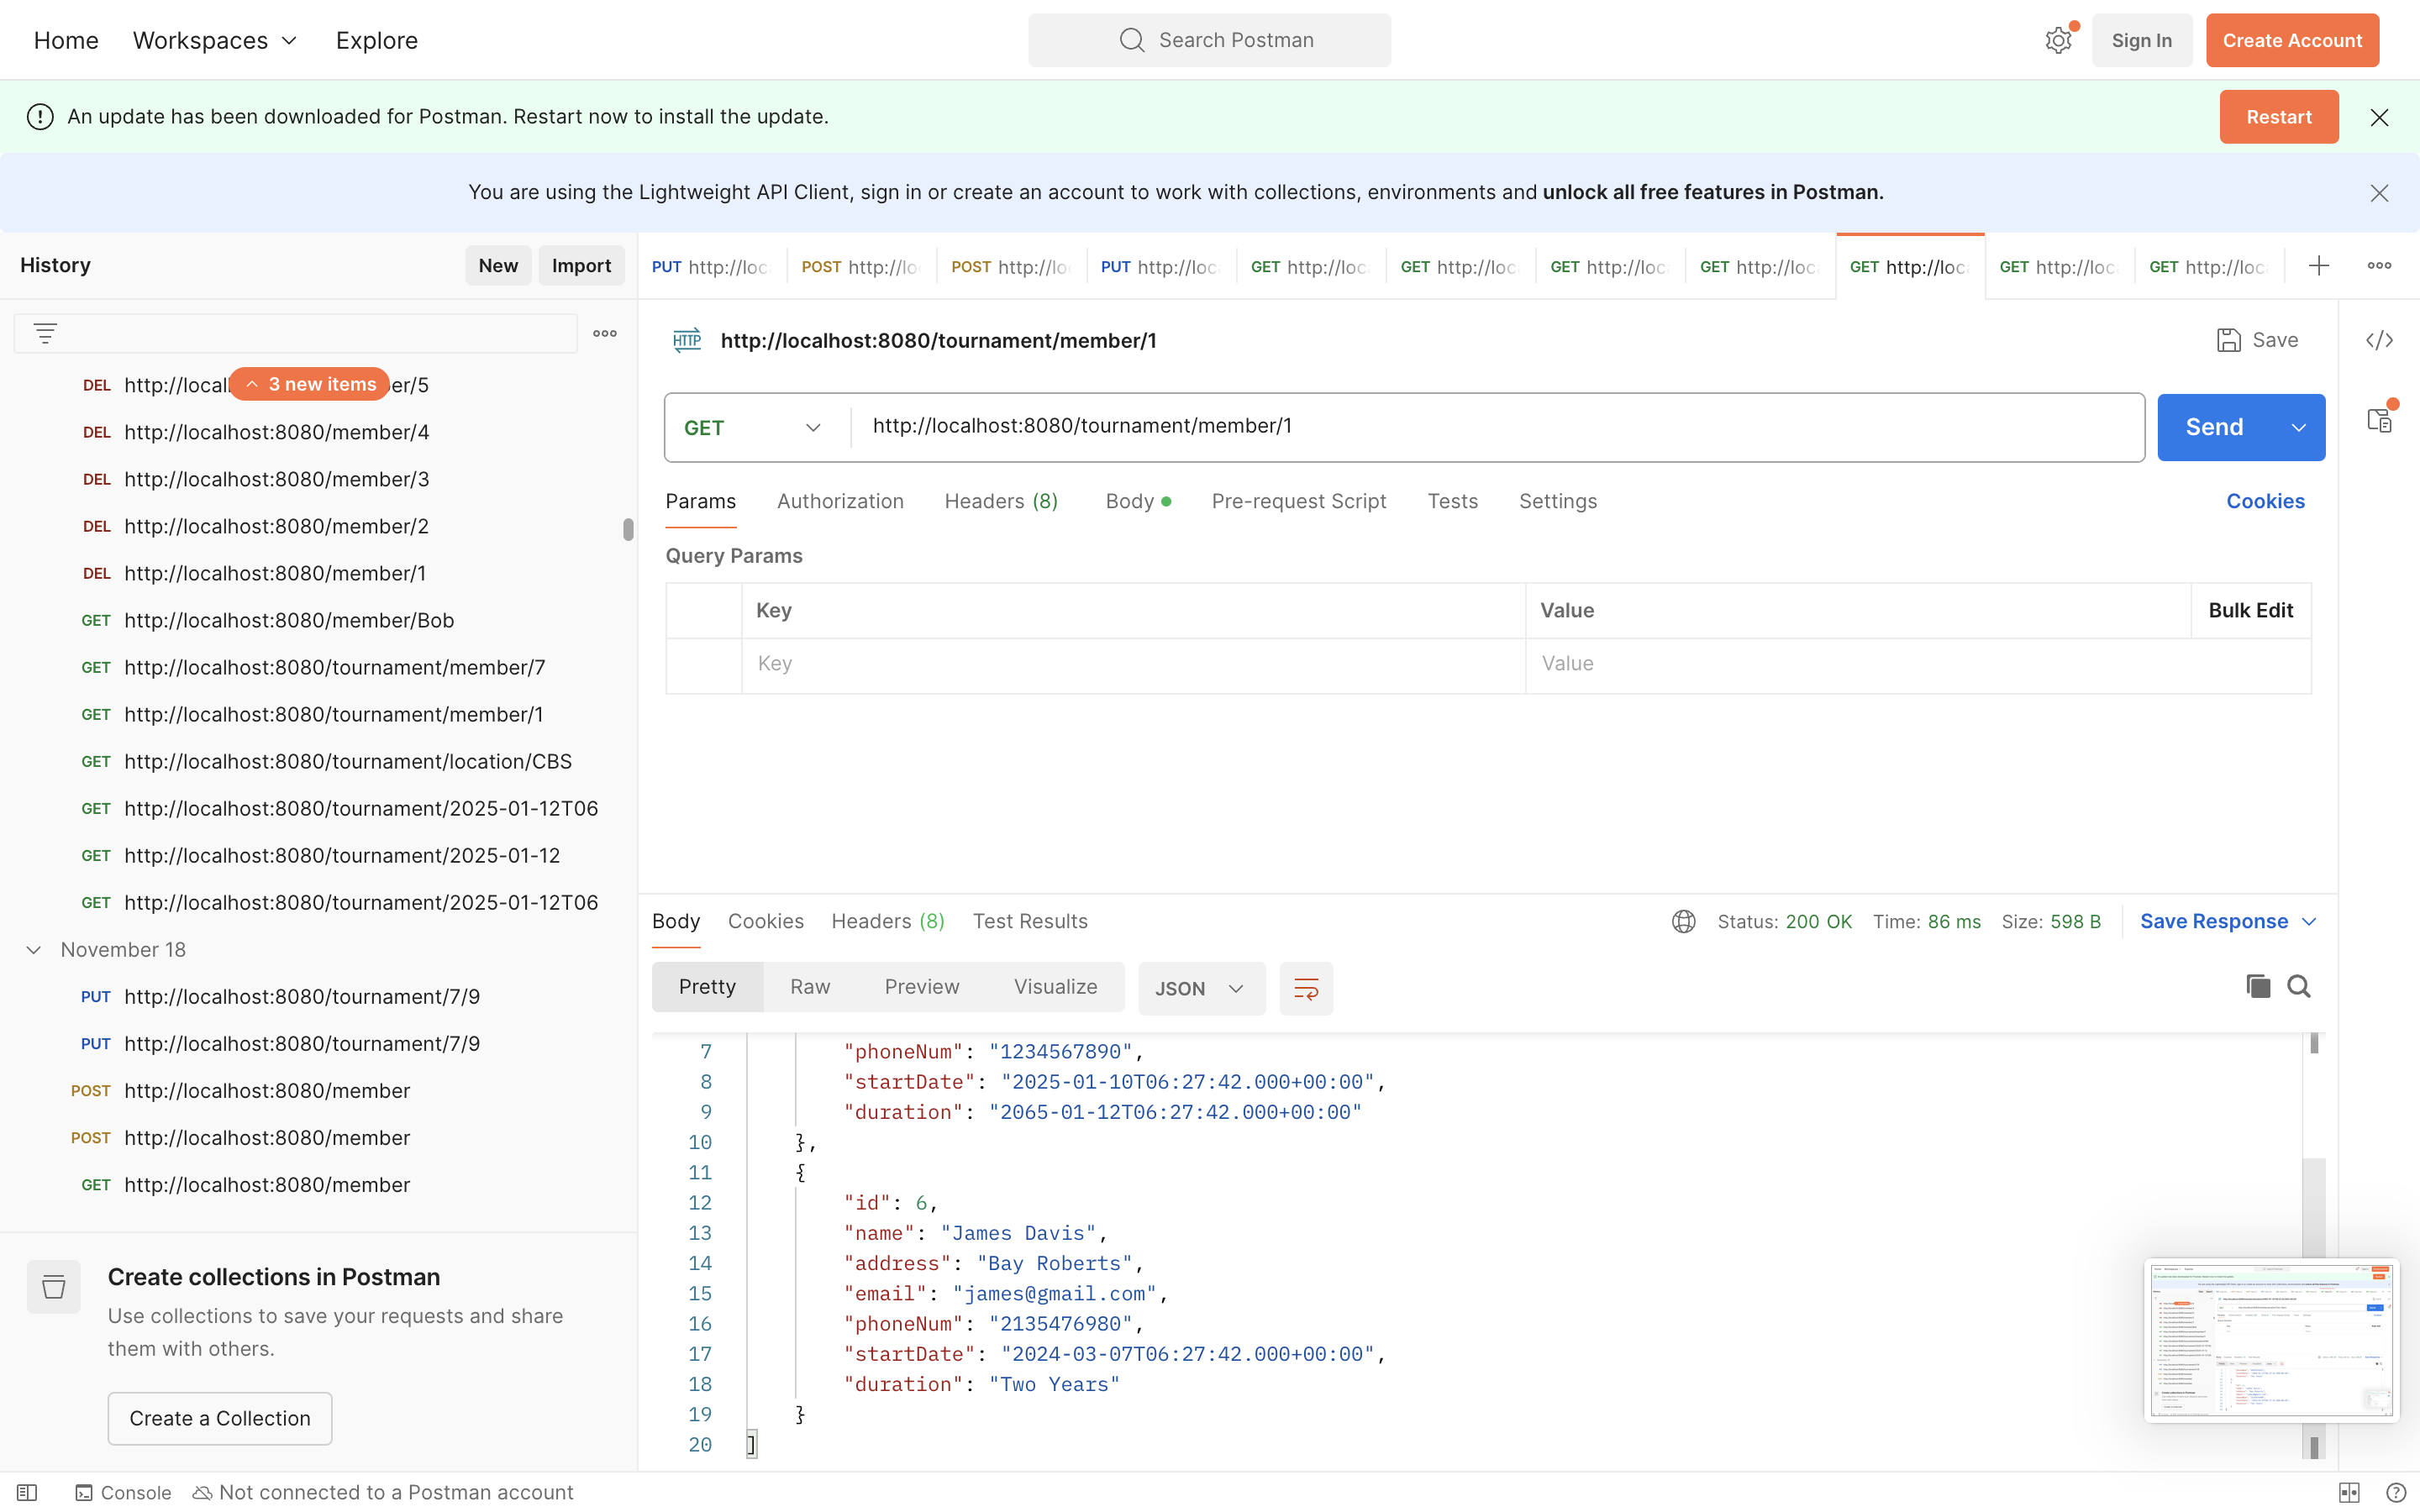 Home Workspaces Explore Search Postman Sign In Create Account
An update has been downloaded for Postman. Restart now to install the update. Restart
You are using the Lightweight API Client, sign in or create an account to work with collections, environments and unlock all free features in Postman.
History New Import
PUT http://loc POST http://lo POST http://lo PUT http://loc GET http://loc GET http://loc GET http://loc GET http://loc GET http://loc GET http://loc GET http://loc
HTTP http://localhost:8080/tournament/member/1 Save
GET http://localhost:8080/tournament/member/1 Send
Params Authorization Headers (8) Body Pre-request Script Tests Settings Cookies
Query Params
Key Value Bulk Edit
Key Value
DEL http://local 3 new items er/5
DEL http://localhost:8080/member/4
DEL http://localhost:8080/member/3
DEL http://localhost:8080/member/2
DEL http://localhost:8080/member/1
GET http://localhost:8080/member/Bob
GET http://localhost:8080/tournament/member/7
GET http://localhost:8080/tournament/member/1
GET http://localhost:8080/tournament/location/CBS
GET http://localhost:8080/tournament/2025-01-12T06
GET http://localhost:8080/tournament/2025-01-12
GET http://localhost:8080/tournament/2025-01-12T06
November 18
PUT http://localhost:8080/tournament/7/9
PUT http://localhost:8080/tournament/7/9
POST http://localhost:8080/member
POST http://localhost:8080/member
GET http://localhost:8080/member
Create collections in Postman
Use collections to save your requests and share
them with others.
Create a Collection
Body Cookies Headers (8) Test Results Status: 200 OK Time: 86 ms Size: 598 B Save Response
Pretty Raw Preview Visualize JSON
7 "phoneNum": "1234567890",
8 "startDate": "2025-01-10T06:27:42.000+00:00",
9 "duration": "2065-01-12T06:27:42.000+00:00"
10 },
11 {
12 "id": 6,
13 "name": "James Davis",
14 "address": "Bay Roberts",
15 "email": "james@gmail.com",
16 "phoneNum": "2135476980",
17 "startDate": "2024-03-07T06:27:42.000+00:00",
18 "duration": "Two Years"
19 }
20 ]
Console Not connected to a Postman account